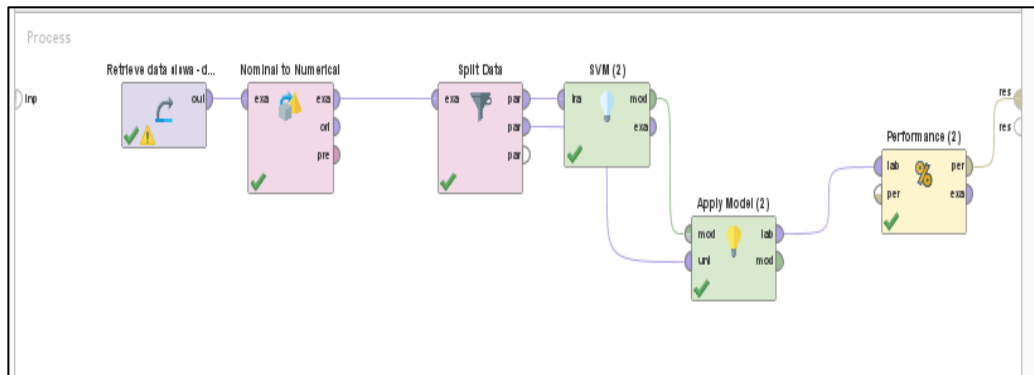 Process
Retrieve data siswa - d...
Nominal to Numerical
Split Data
SVM (2)
inp
out
exa
exa
ori
pre
exa
par
par
par
tra
mod
exa
res
res
Performance (2)
lab
per
per
exa
%
Apply Model (2)
mod
lab
unl
mod